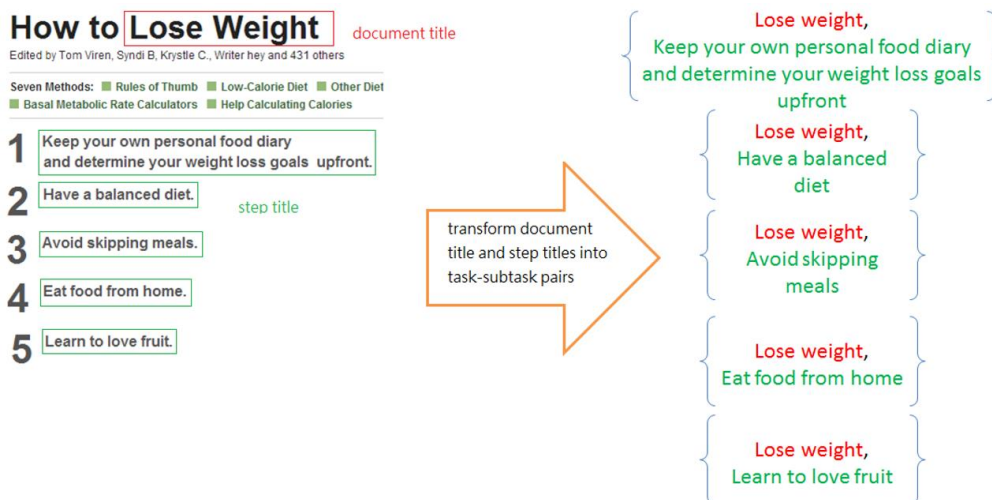 How to Lose Weight
document title
Edited by Tom Viren, Syndi B, Krystle C., Writer hey and 431 others
Seven Methods: Rules of Thumb Low-Calorie Diet Other Diet
Basal Metabolic Rate Calculators Help Calculating Calories
1 Keep your own personal food diary
and determine your weight loss goals upfront.
2 Have a balanced diet.
step title
3 Avoid skipping meals.
4 Eat food from home.
5 Learn to love fruit.
transform document
title and step titles into
task-subtask pairs
Lose weight,
Keep your own personal food diary
and determine your weight loss goals
upfront
Lose weight,
Have a balanced
diet
Lose weight,
Avoid skipping
meals
Lose weight,
Eat food from home
Lose weight,
Learn to love fruit